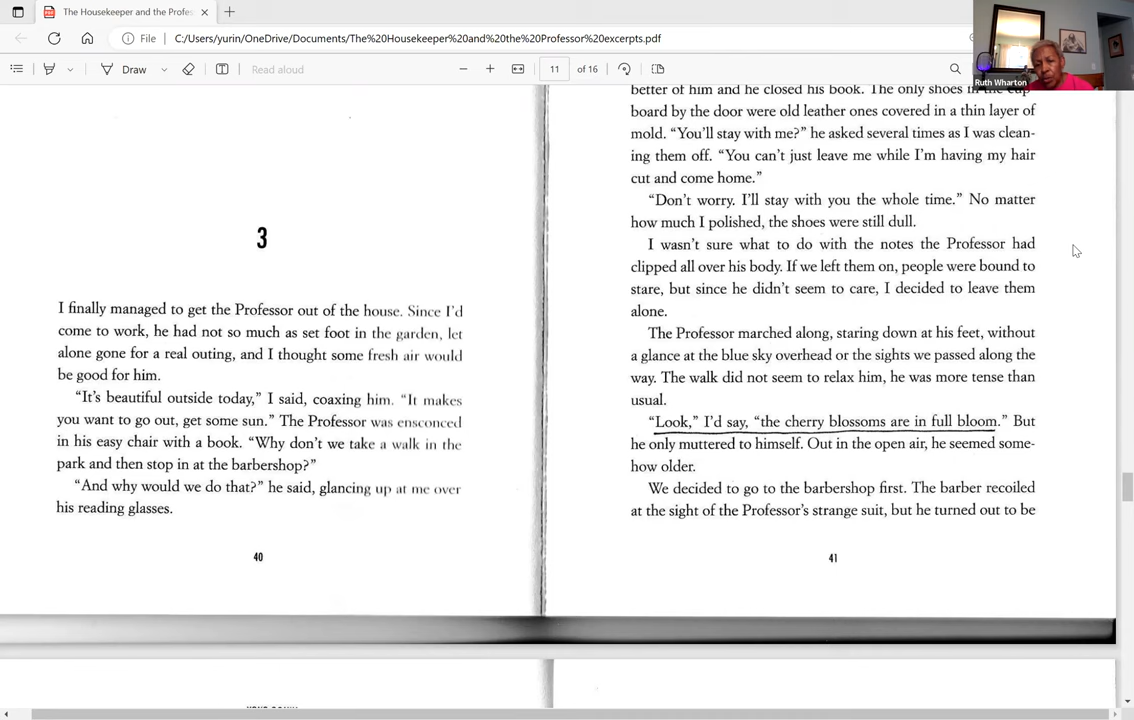 The Housekeeper and the Profes
File
C:/Users/yurin/OneDrive/Documents/The%20Housekeeper%20and%20the%20Professor%20excerpts.pdf
Draw
Read aloud
11
of 16
Ruth Wharton
3
I finally managed to get the Professor out of the house. Since I'd
come to work, he had not so much as set foot in the garden, let
alone gone for a real outing, and I thought some fresh air would
be good for him.
"It's beautiful outside today," I said, coaxing him. "It makes
you want to go out, get some sun." The Professor was ensconced
in his easy chair with a book. "Why don't we take a walk in the
park and then stop in at the barbershop?"
"And why would we do that?" he said, glancing up at me over
his reading glasses.
40
better of him and he closed his book. The only shoes in the cup-
board by the door were old leather ones covered in a thin layer of
mold. "You'll stay with me?" he asked several times as I was clean-
ing them off. "You can't just leave me while I'm having my hair
cut and come home."
"Don't worry. I'll stay with you the whole time." No matter
how much I polished, the shoes were still dull.
I wasn't sure what to do with the notes the Professor had
clipped all over his body. If we left them on, people were bound to
stare, but since he didn't seem to care, I decided to leave them
alone.
The Professor marched along, staring down at his feet, without
a glance at the blue sky overhead or the sights we passed along the
way. The walk did not seem to relax him, he was more tense than
usual.
"Look," I'd say, "the cherry blossoms are in full bloom." But
he only muttered to himself. Out in the open air, he seemed some-
how older.
We decided to go to the barbershop first. The barber recoiled
at the sight of the Professor's strange suit, but he turned out to be
41